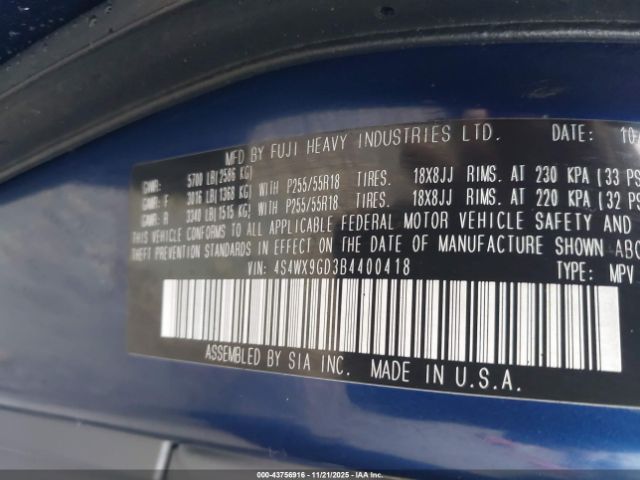 MFD BY FUJI HEAVY INDUSTRIES LTD. DATE: 10
GVWR: 5700 LB(2586 KG)
GAWR: F 3016 LB(1368 KG) WITH P255/55R18 TIRES. 18X8JJ RIMS. AT 230 KPA (33 PS
GAWR: R 3340 LB(1515 KG) WITH P255/55R18 TIRES. 18X8JJ RIMS. AT 220 KPA (32 PS
THIS VEHICLE CONFORMS TO ALL APPLICABLE FEDERAL MOTOR VEHICLE SAFETY AND
THEFT PREVENTION STANDARDS IN EFFECT ON THE DATE OF MANUFACTURE SHOWN ABO
VIN: 4S4WX9GD3B4400418 TYPE: MPV
ASSEMBLED BY SIA INC. MADE IN U.S.A.
000-43756916 - 11/21/2025 - IAA Inc.